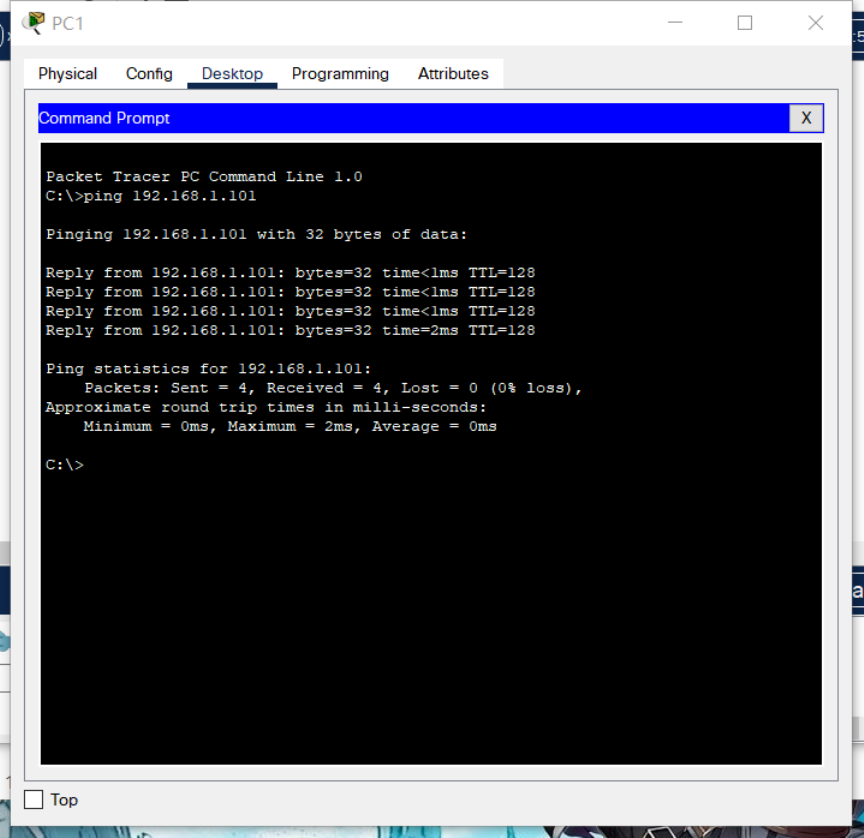 PC1
Physical Config Desktop Programming Attributes
Command Prompt X
Packet Tracer PC Command Line 1.0
C:\>ping 192.168.1.101
Pinging 192.168.1.101 with 32 bytes of data:
Reply from 192.168.1.101: bytes=32 time<1ms TTL=128
Reply from 192.168.1.101: bytes=32 time<1ms TTL=128
Reply from 192.168.1.101: bytes=32 time<1ms TTL=128
Reply from 192.168.1.101: bytes=32 time=2ms TTL=128
Ping statistics for 192.168.1.101:
Packets: Sent = 4, Received = 4, Lost = 0 (0% loss),
Approximate round trip times in milli-seconds:
Minimum = 0ms, Maximum = 2ms, Average = 0ms
C:\>
Top